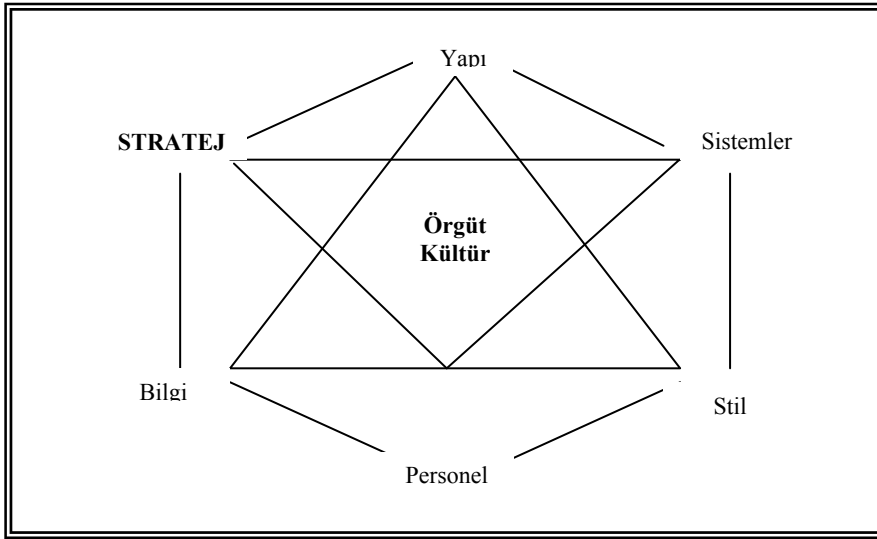 Yapı
STRATEJ
Sistemler
Örgüt
Kültür
Bilgi
Stil
Personel